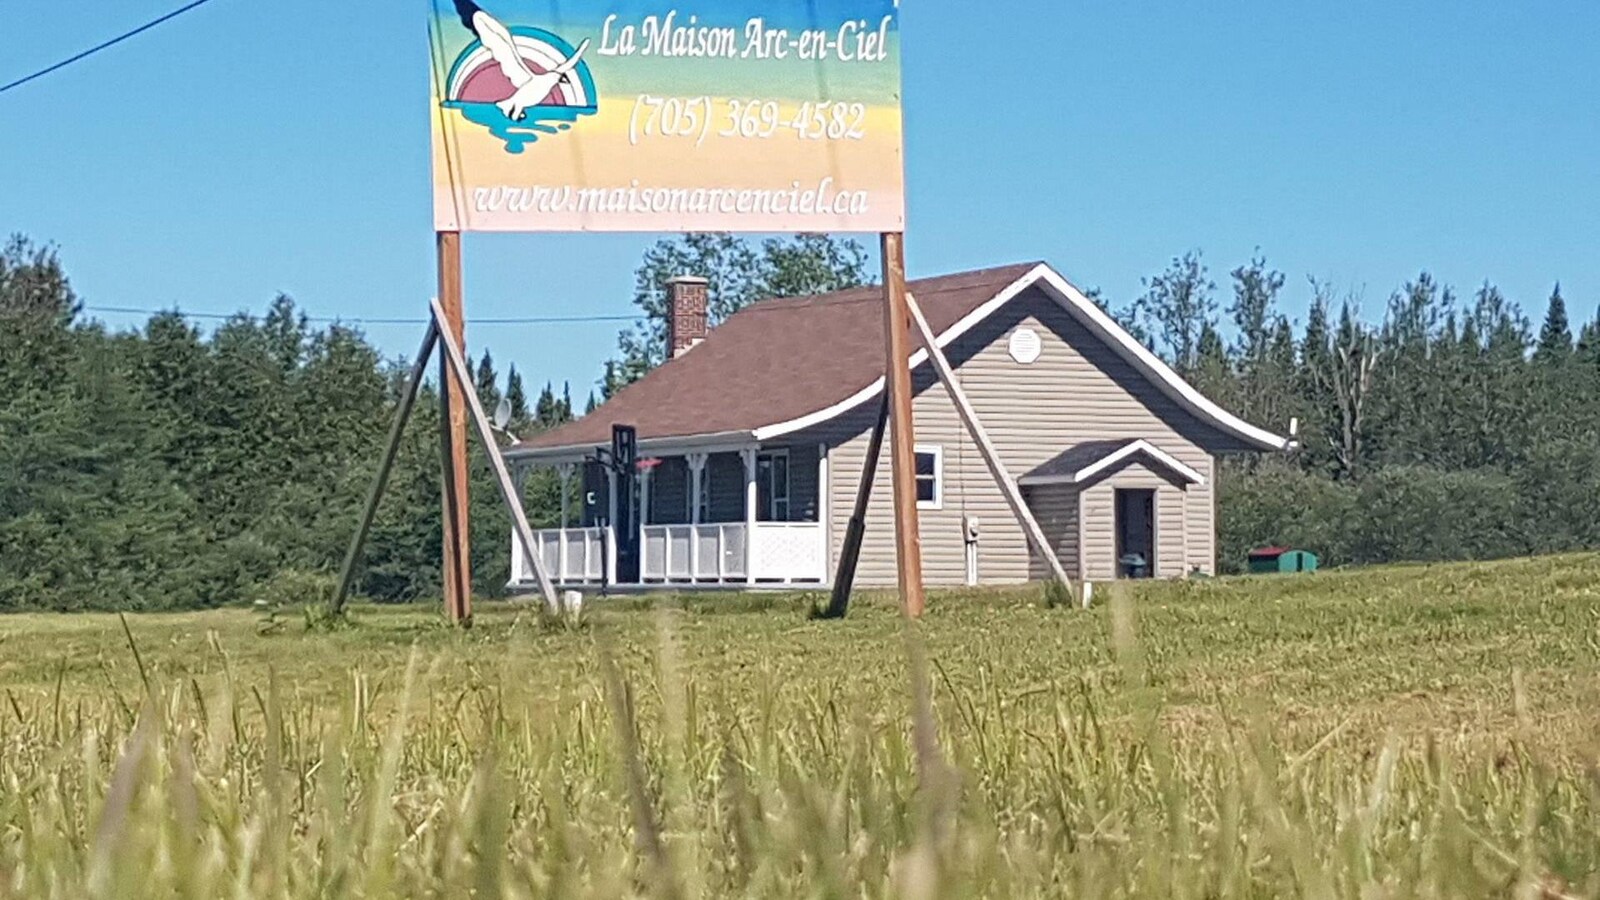 La Maison Arc-en-Ciel
(705) 369-4582
www.maisonarcenciel.ca